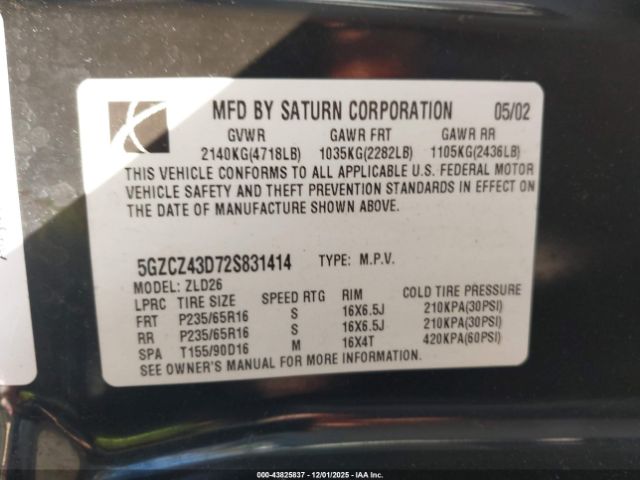 MFD BY SATURN CORPORATION 05/02
GVWR GAWR FRT GAWR RR
2140KG(4718LB) 1035KG(2282LB) 1105KG(2436LB)
THIS VEHICLE CONFORMS TO ALL APPLICABLE U.S. FEDERAL MOTOR
VEHICLE SAFETY AND THEFT PREVENTION STANDARDS IN EFFECT ON
THE DATE OF MANUFACTURE SHOWN ABOVE.
5GZCZ43D72S831414 TYPE: M.P.V.
MODEL: ZLD26
LPRC TIRE SIZE SPEED RTG RIM COLD TIRE PRESSURE
FRT P235/65R16 S 16X6.5J 210KPA(30PSI)
RR P235/65R16 S 16X6.5J 210KPA(30PSI)
SPA T155/90D16 M 16X4T 420KPA(60PSI)
SEE OWNER'S MANUAL FOR MORE INFORMATION.
000-43825837 - 12/01/2025 - IAA Inc.